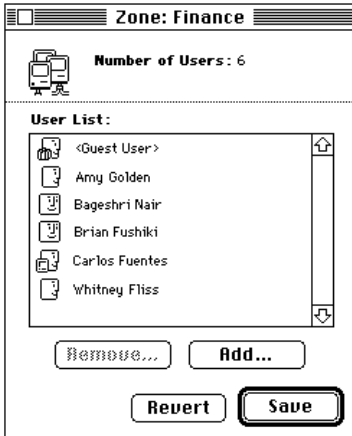 Zone: Finance
Number of Users: 6
User List:
<Guest User>
Amy Golden
Bageshri Nair
Brian Fushiki
Carlos Fuentes
Whitney Fliss
Remove... Add...
Revert Save